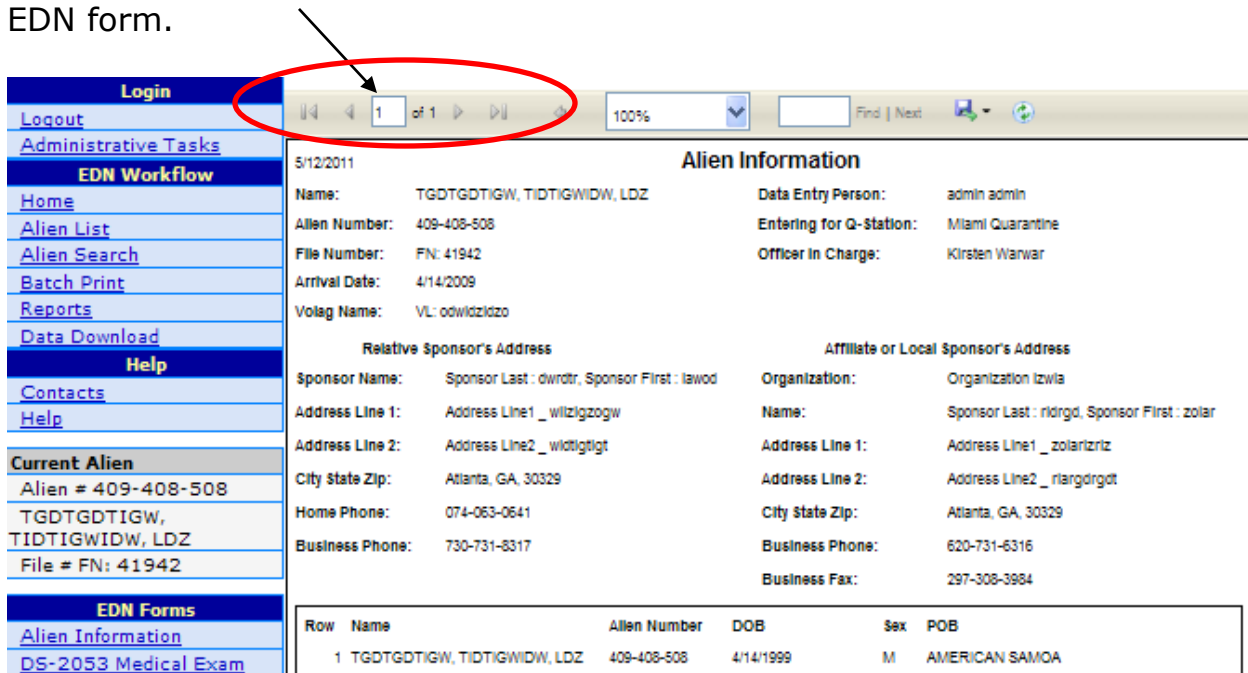 EDN form.
Login
Logout
Administrative Tasks
EDN Workflow
Home
Alien List
Alien Search
Batch Print
Reports
Data Download
Help
Contacts
Help
Current Alien
Alien # 409-408-508
TGDTGDTIGW,
TIDTIGWIDW, LDZ
File # FN: 41942
EDN Forms
Alien Information
DS-2053 Medical Exam
1 of 1 100% Find | Next
5/12/2011 Alien Information
Name: TGDTGDTIGW, TIDTIGWIDW, LDZ Data Entry Person: admin admin
Alien Number: 409-408-508 Entering for Q-Station: Miami Quarantine
File Number: FN: 41942 Officer in Charge: Kirsten Warwar
Arrival Date: 4/14/2009
Volag Name: VL: odwidzidzo
Relative Sponsor's Address Affiliate or Local Sponsor's Address
Sponsor Name: Sponsor Last : dwrdtr, Sponsor First : lawod Organization: Organization izwia
Address Line 1: Address Line1 _ wilzigzogw Name: Sponsor Last : ridrgd, Sponsor First : zolar
Address Line 2: Address Line2 _ widtigtigt Address Line 1: Address Line1 _ zolarizriz
City State Zip: Atlanta, GA, 30329 Address Line 2: Address Line2 _ riargdrgdt
Home Phone: 074-063-0641 City State Zip: Atlanta, GA, 30329
Business Phone: 730-731-8317 Business Phone: 620-731-6316
Business Fax: 297-308-3984
Row Name Alien Number DOB Sex POB
1 TGDTGDTIGW, TIDTIGWIDW, LDZ 409-408-508 4/14/1999 M AMERICAN SAMOA